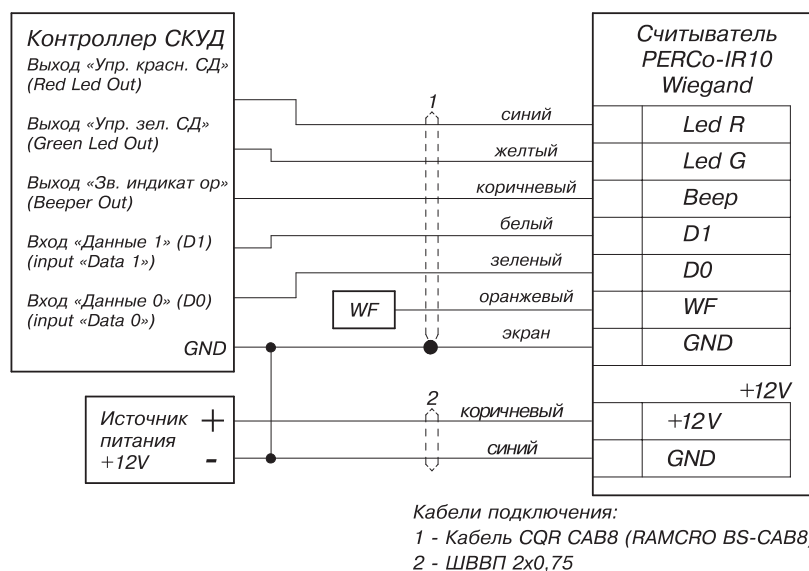 Контроллер СКУД
Выход «Упр. красн. СД»
(Red Led Out)
Выход «Упр. зел. СД»
(Green Led Out)
Выход «Зв. индикат ор»
(Beeper Out)
Вход «Данные 1» (D1)
(input «Data 1»)
Вход «Данные 0» (D0)
(input «Data 0»)
GND
1
синий
желтый
коричневый
белый
зеленый
оранжевый
экран
WF
Считыватель
PERCo-IR10
Wiegand
Led R
Led G
Beep
D1
D0
WF
GND
Источник +
питания
+12V -
2
коричневый
синий
+12V
+12V
GND
Кабели подключения:
1 - Кабель CQR CAB8 (RAMCRO BS-CAB8)
2 - ШВВП 2х0,75